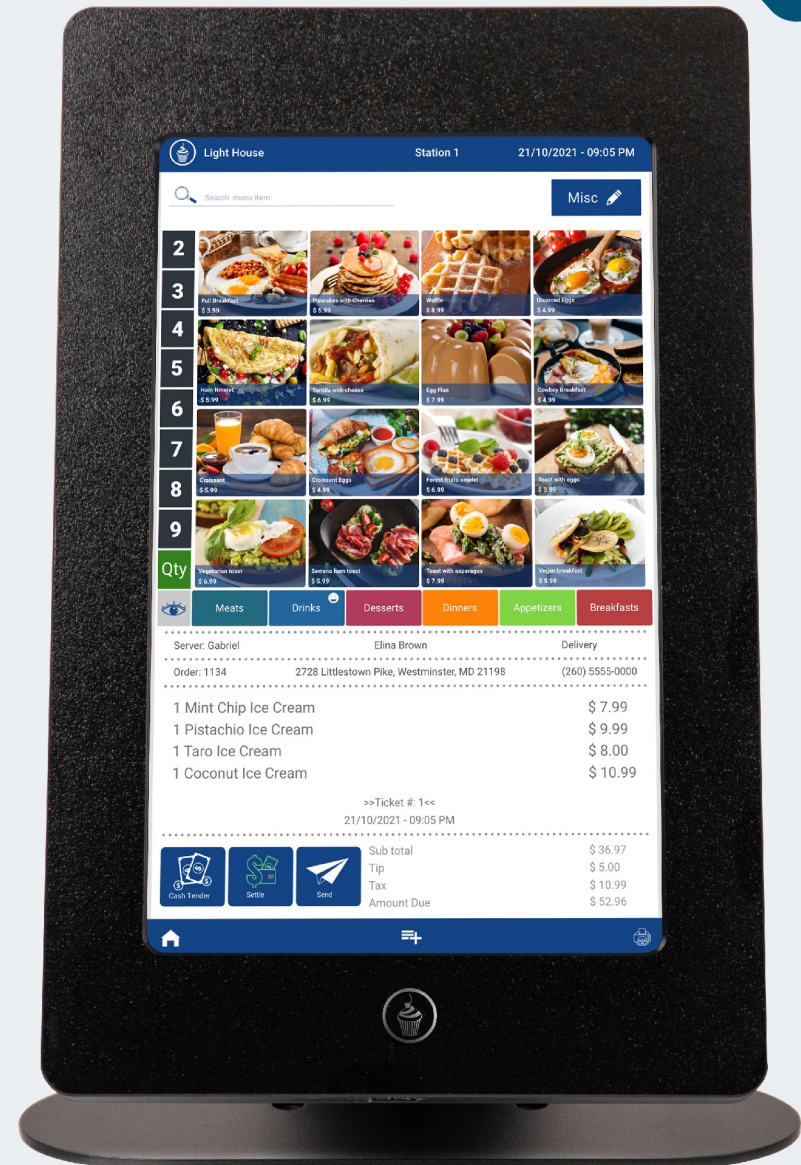 Light House Station 1 21/10/2021 - 09:05 PM
Search menu item Misc
2
Full Breakfast Pancakes with Cherries Waffle Divorced Eggs
$ 3.99 $ 5.99 $ 8.99 $ 4.99
3
4
Ham Nmelet Tortilla with cheese Egg Flan Cowboy Breakfast
$ 5.99 $ 6.99 $ 7.99 $ 4.99
5
6
7
Croissant Croissant Eggs Forest fruits omelet Toast with eggs
$ 5.99 $ 4.99 $ 6.99 $ 3.99
8
9
Qty
Vegetarian toast Serrano ham toast Toast with asparagus Vegan breakfast
$ 6.99 $ 5.99 $ 7.99 $ 9.99
Meats Drinks Desserts Dinners Appetizers Breakfasts
Server: Gabriel Elina Brown Delivery
Order: 1134 2728 Littlestown Pike, Westminster, MD 21198 (260) 5555-0000
1 Mint Chip Ice Cream $ 7.99
1 Pistachio Ice Cream $ 9.99
1 Taro Ice Cream $ 8.00
1 Coconut Ice Cream $ 10.99
>>Ticket #: 1<<
21/10/2021 - 09:05 PM
Sub total $ 36.97
Tip $ 5.00
Tax $ 10.99
Amount Due $ 52.96
Cash Tender Settle Send